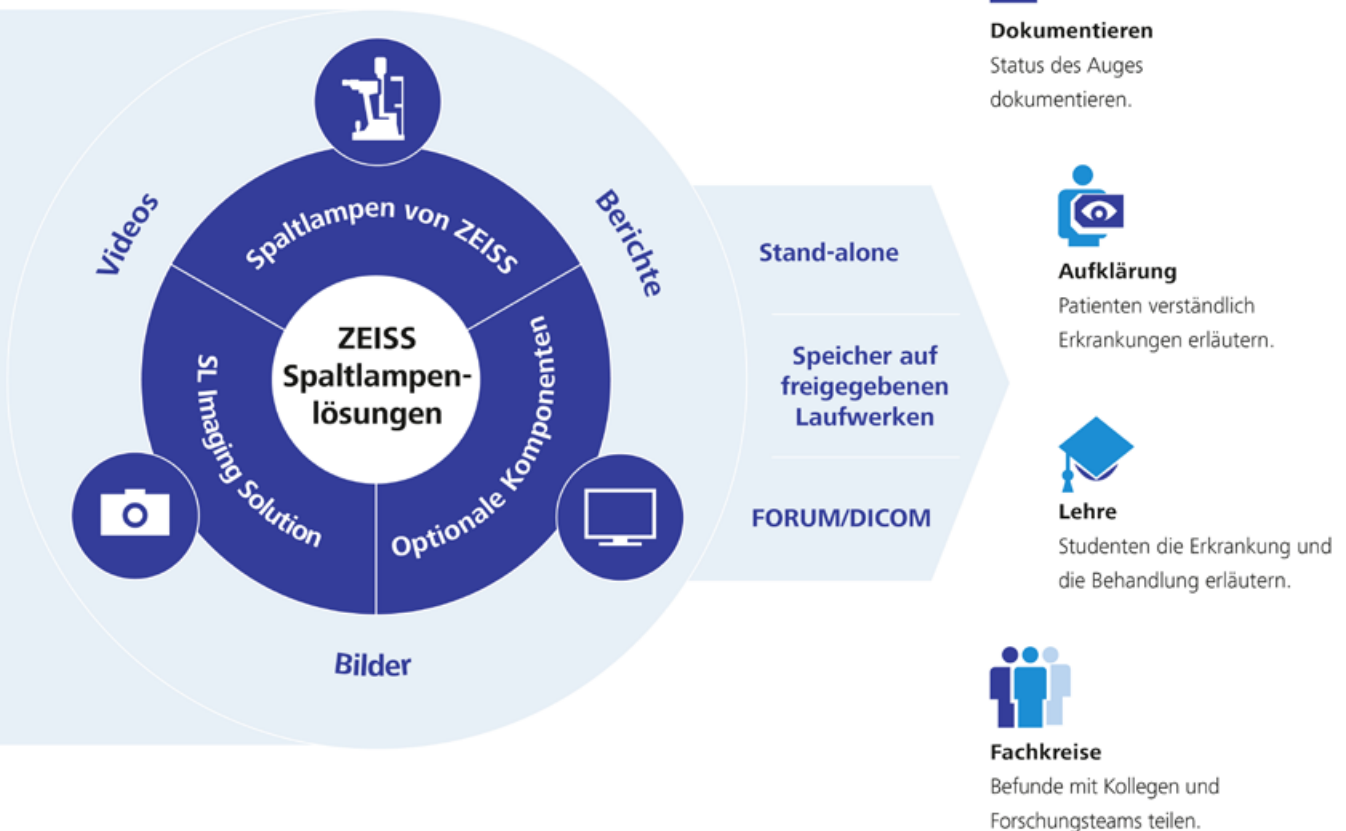 Videos
Spaltlampen von ZEISS
Berichte
SL Imaging Solution
ZEISS
Spaltlampen-
lösungen
Optionale Komponenten
Bilder
Stand-alone
Speicher auf
freigegebenen
Laufwerken
FORUM/DICOM
Dokumentieren
Status des Auges
dokumentieren.
Aufklärung
Patienten verständlich
Erkrankungen erläutern.
Lehre
Studenten die Erkrankung und
die Behandlung erläutern.
Fachkreise
Befunde mit Kollegen und
Forschungsteams teilen.